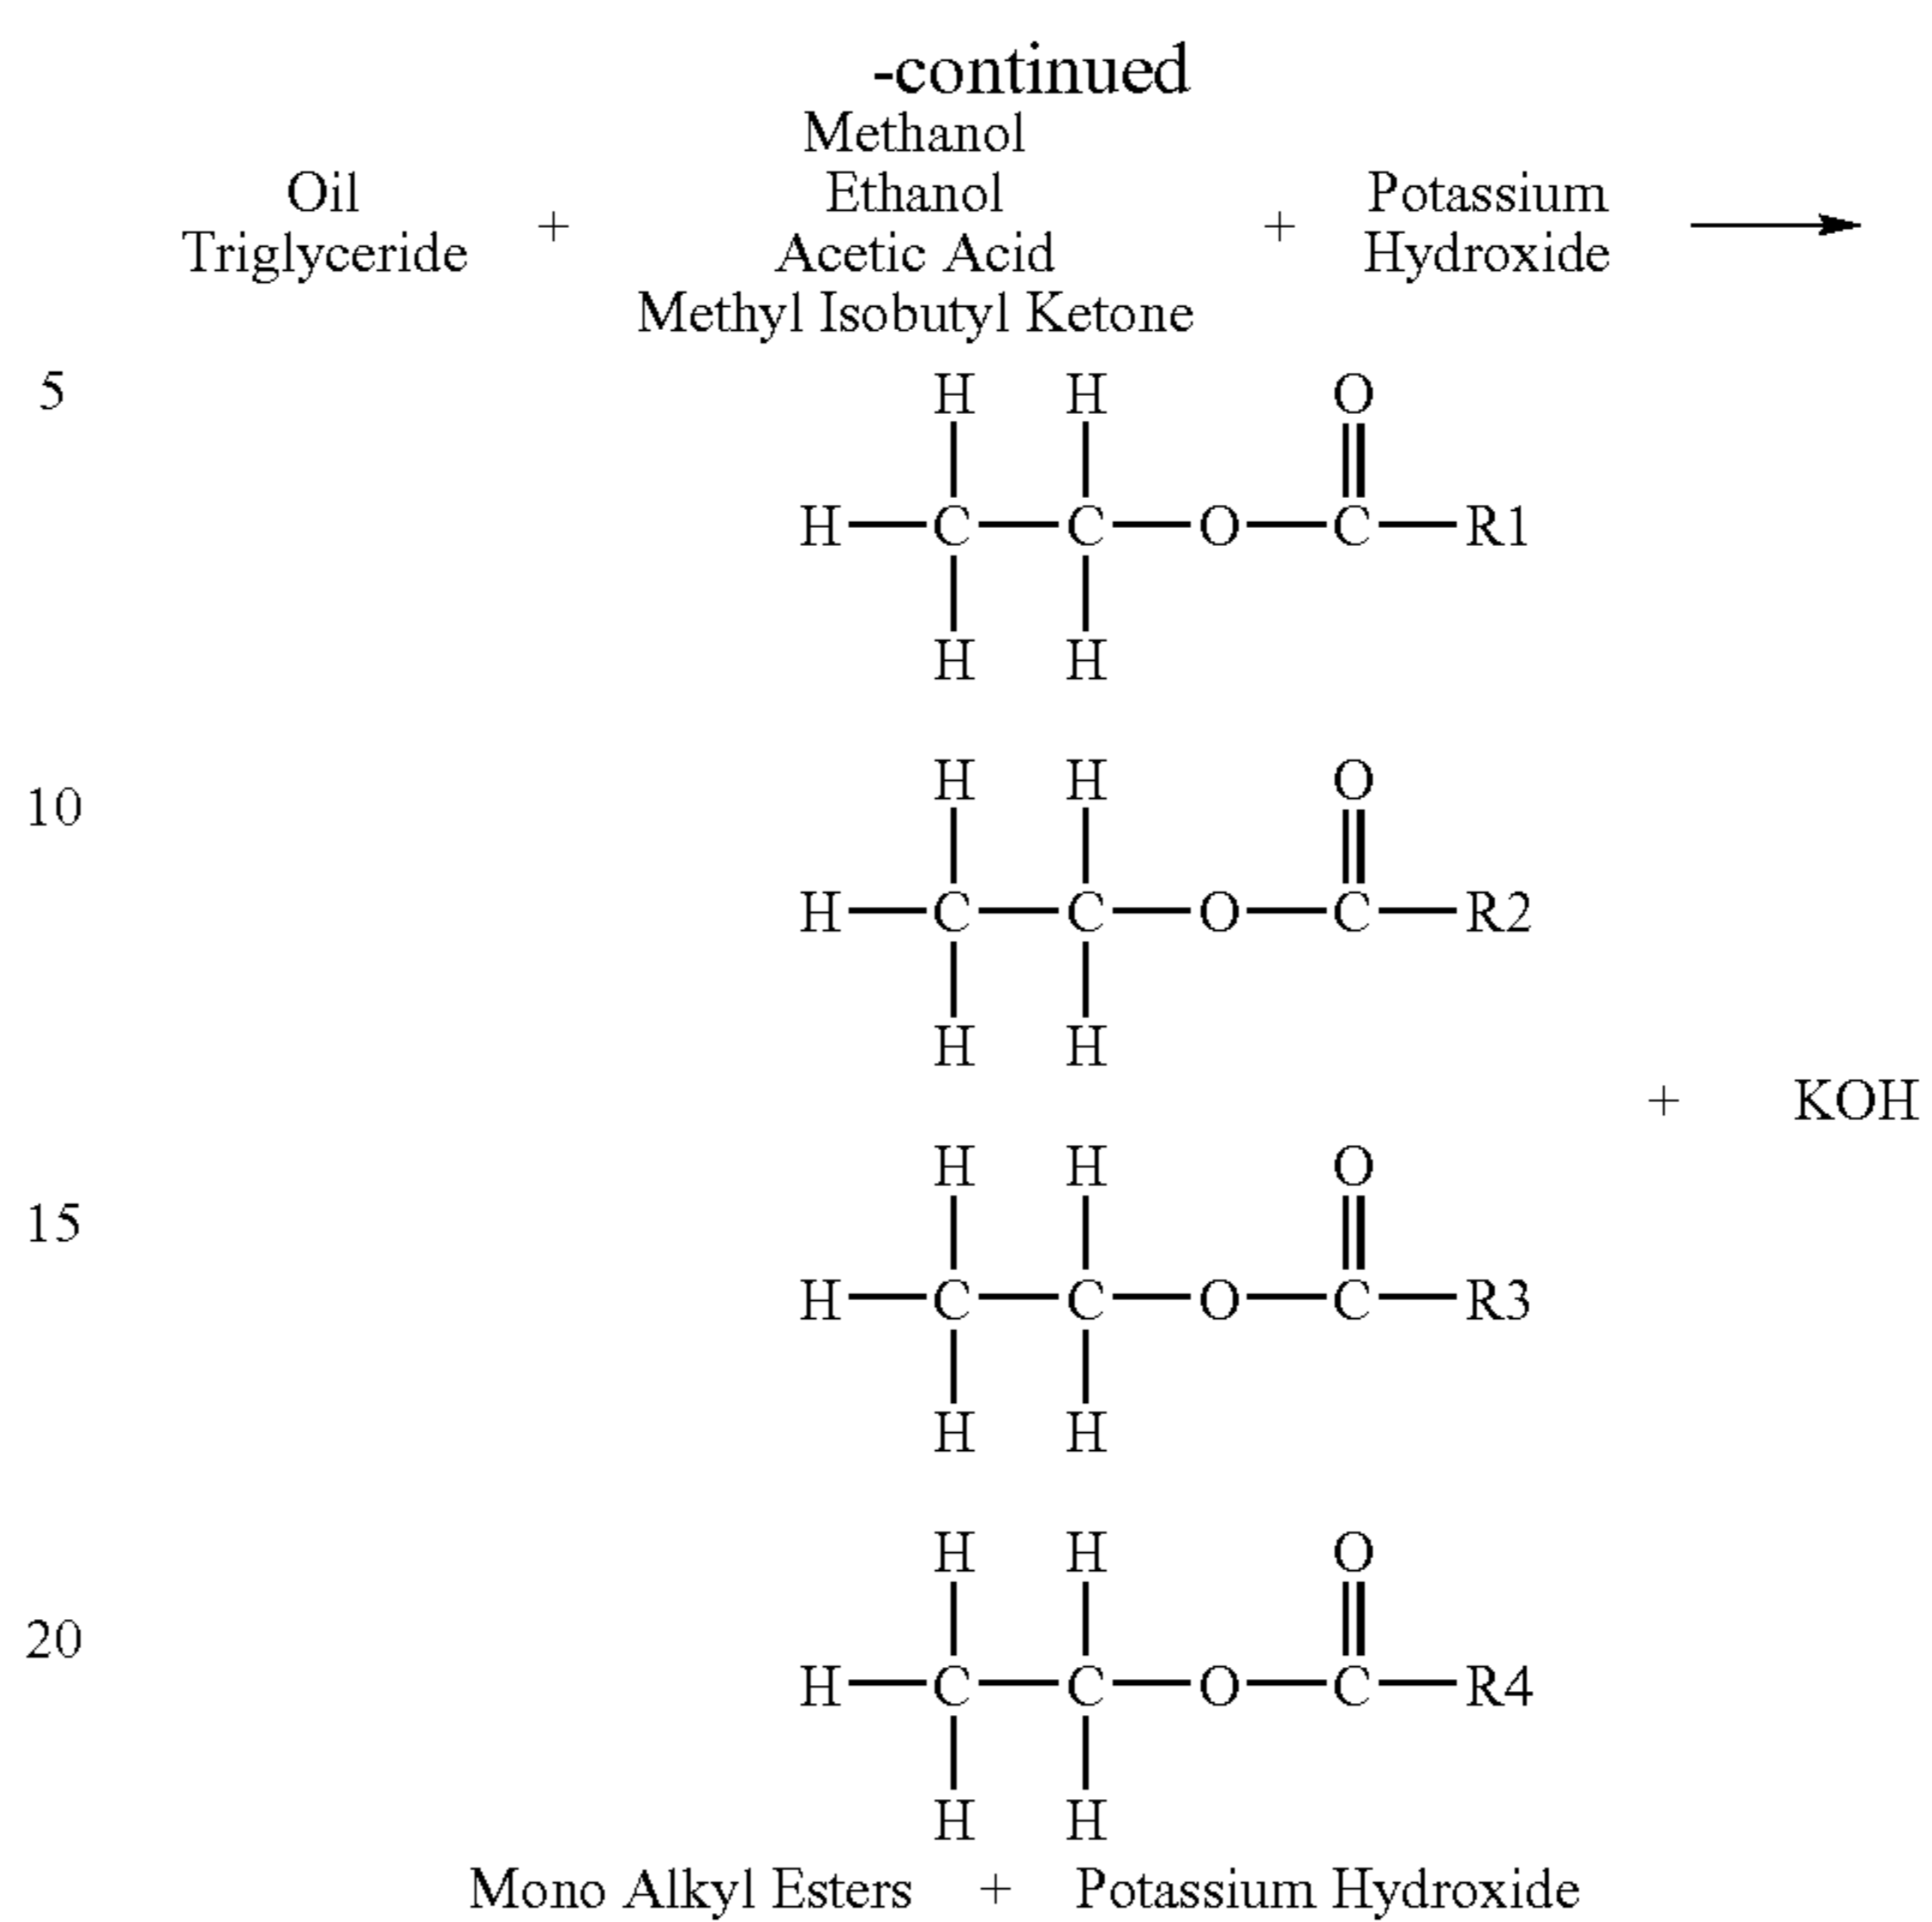 -continued
Methanol
Oil Ethanol Potassium
Triglyceride + Acetic Acid + Hydroxide
Methyl Isobutyl Ketone
5 H H O
H C C O C R1
H H
10 H H O
H C C O C R2
H H
+ KOH
H H O
15
H C C O C R3
H H
H H O
20
H C C O C R4
H H
Mono Alkyl Esters + Potassium Hydroxide